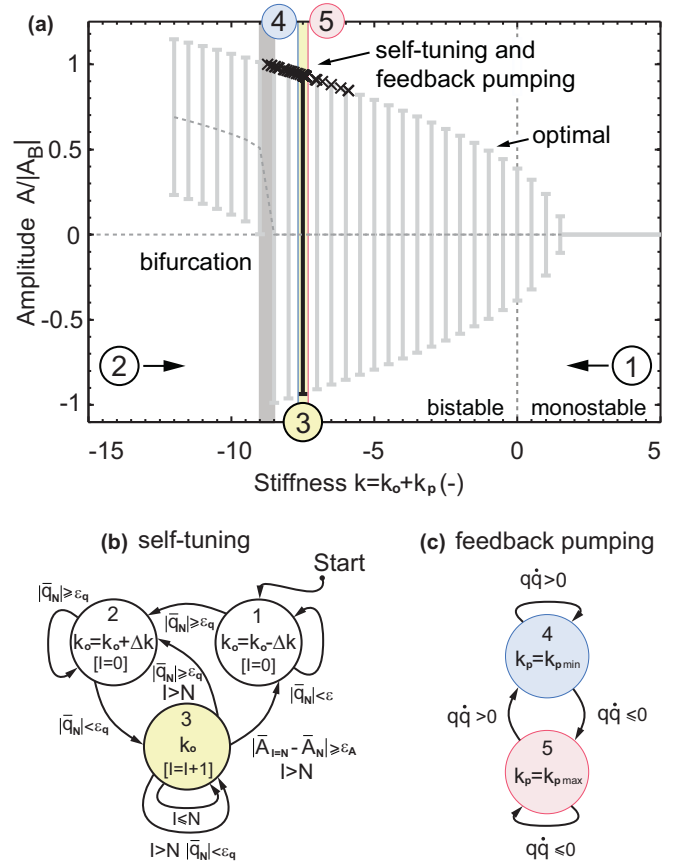 (a)
4
5
self-tuning and
feedback pumping
optimal
1
0.5
0
-0.5
-1
Amplitude A/|A_B|
bifurcation
2
1
3
bistable
monostable
-15
-10
-5
0
5
Stiffness k=k_o+k_p(-)
(b) self-tuning
(c) feedback pumping
Start
|q̄_N|⩾ε_q
|q̄_N|⩾ε_q
2
k_o=k_o+Δk
[I=0]
1
k_o=k_o-Δk
[I=0]
|q̄_N|⩾ε_q
I>N
|q̄_N|<ε
|q̄_N|<ε_q
3
k_o
[I=I+1]
|Ā_{I=N} - Ā_N|⩾ε_A
I>N
I⩽N
I>N |q̄_N|<ε_q
qq̇>0
4
k_p=k_{p min}
qq̇>0
qq̇ ⩽0
5
k_p=k_{p max}
qq̇ ⩽0